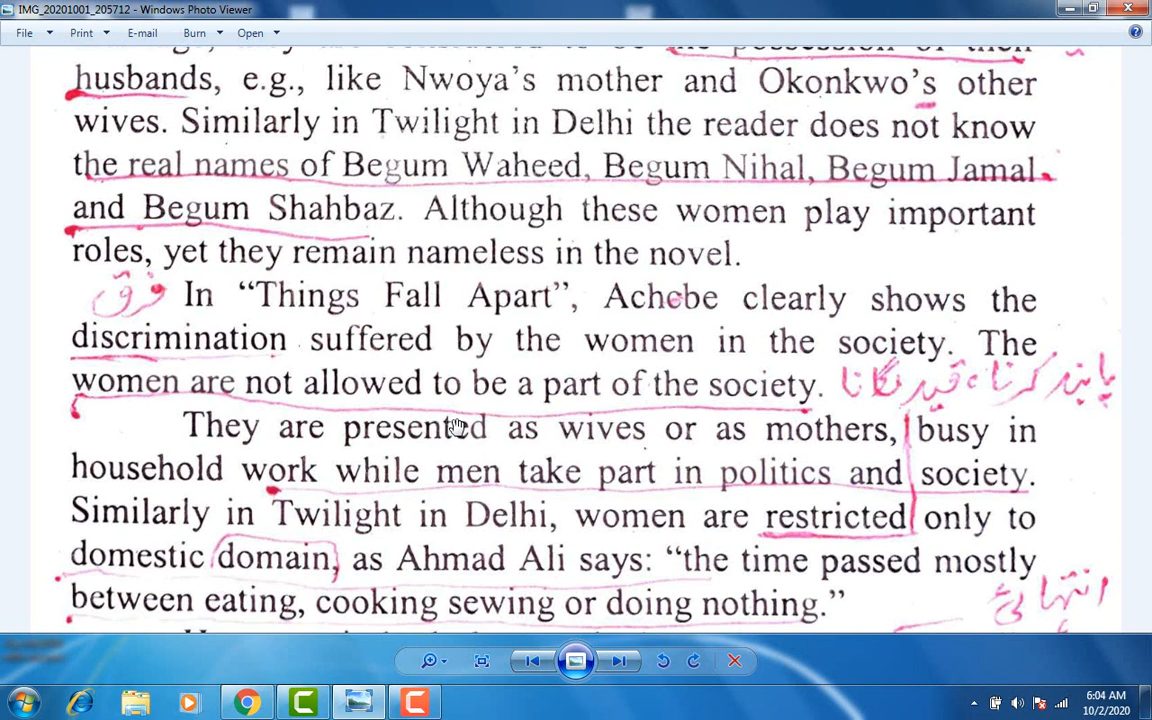 IMG_20201001_205712 - Windows Photo Viewer
File Print E-mail Burn Open
husbands, e.g., like Nwoya's mother and Okonkwo's other
wives. Similarly in Twilight in Delhi the reader does not know
the real names of Begum Waheed, Begum Nihal, Begum Jamal
and Begum Shahbaz. Although these women play important
roles, yet they remain nameless in the novel.
فرق
In "Things Fall Apart", Achebe clearly shows the
discrimination suffered by the women in the society. The
women are not allowed to be a part of the society.
پابند کرنا، قید لگانا
They are presented as wives or as mothers, busy in
household work while men take part in politics and society.
Similarly in Twilight in Delhi, women are restricted only to
domestic domain, as Ahmad Ali says: "the time passed mostly
between eating, cooking sewing or doing nothing."
6:04 AM
10/2/2020